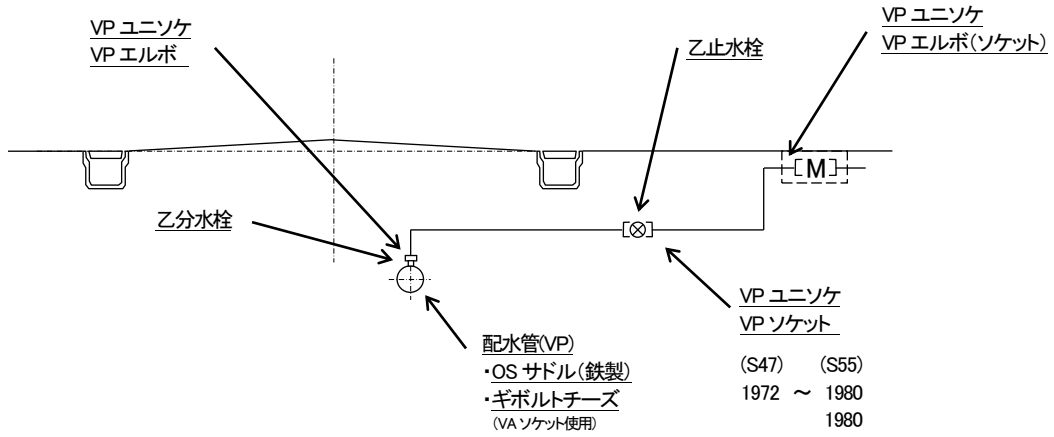 VP ユニソケ
VP エルボ
乙止水栓
VP ユニソケ
VP エルボ(ソケット)
M
乙分水栓
VP ユニソケ
VP ソケット
配水管(VP)
・OS サドル(鉄製)
・ギボルトチーズ
(VA ソケット使用)
(S47) (S55)
1972 ～ 1980
1980